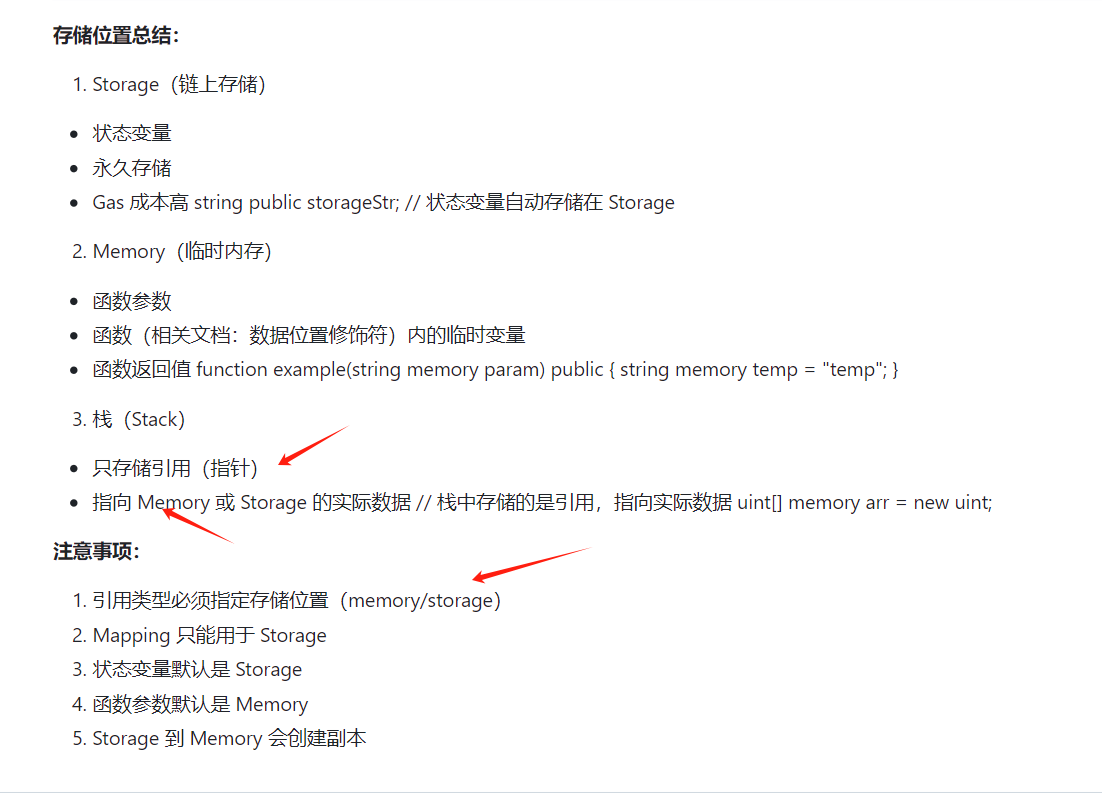 存储位置总结：
1. Storage（链上存储）
• 状态变量
• 永久存储
• Gas 成本高 string public storageStr; // 状态变量自动存储在 Storage
2. Memory（临时内存）
• 函数参数
• 函数（相关文档：数据位置修饰符）内的临时变量
• 函数返回值 function example(string memory param) public { string memory temp = "temp"; }
3. 栈（Stack）
• 只存储引用（指针）
• 指向 Memory 或 Storage 的实际数据 // 栈中存储的是引用，指向实际数据 uint[] memory arr = new uint;
注意事项：
1. 引用类型必须指定存储位置（memory/storage）
2. Mapping 只能用于 Storage
3. 状态变量默认是 Storage
4. 函数参数默认是 Memory
5. Storage 到 Memory 会创建副本